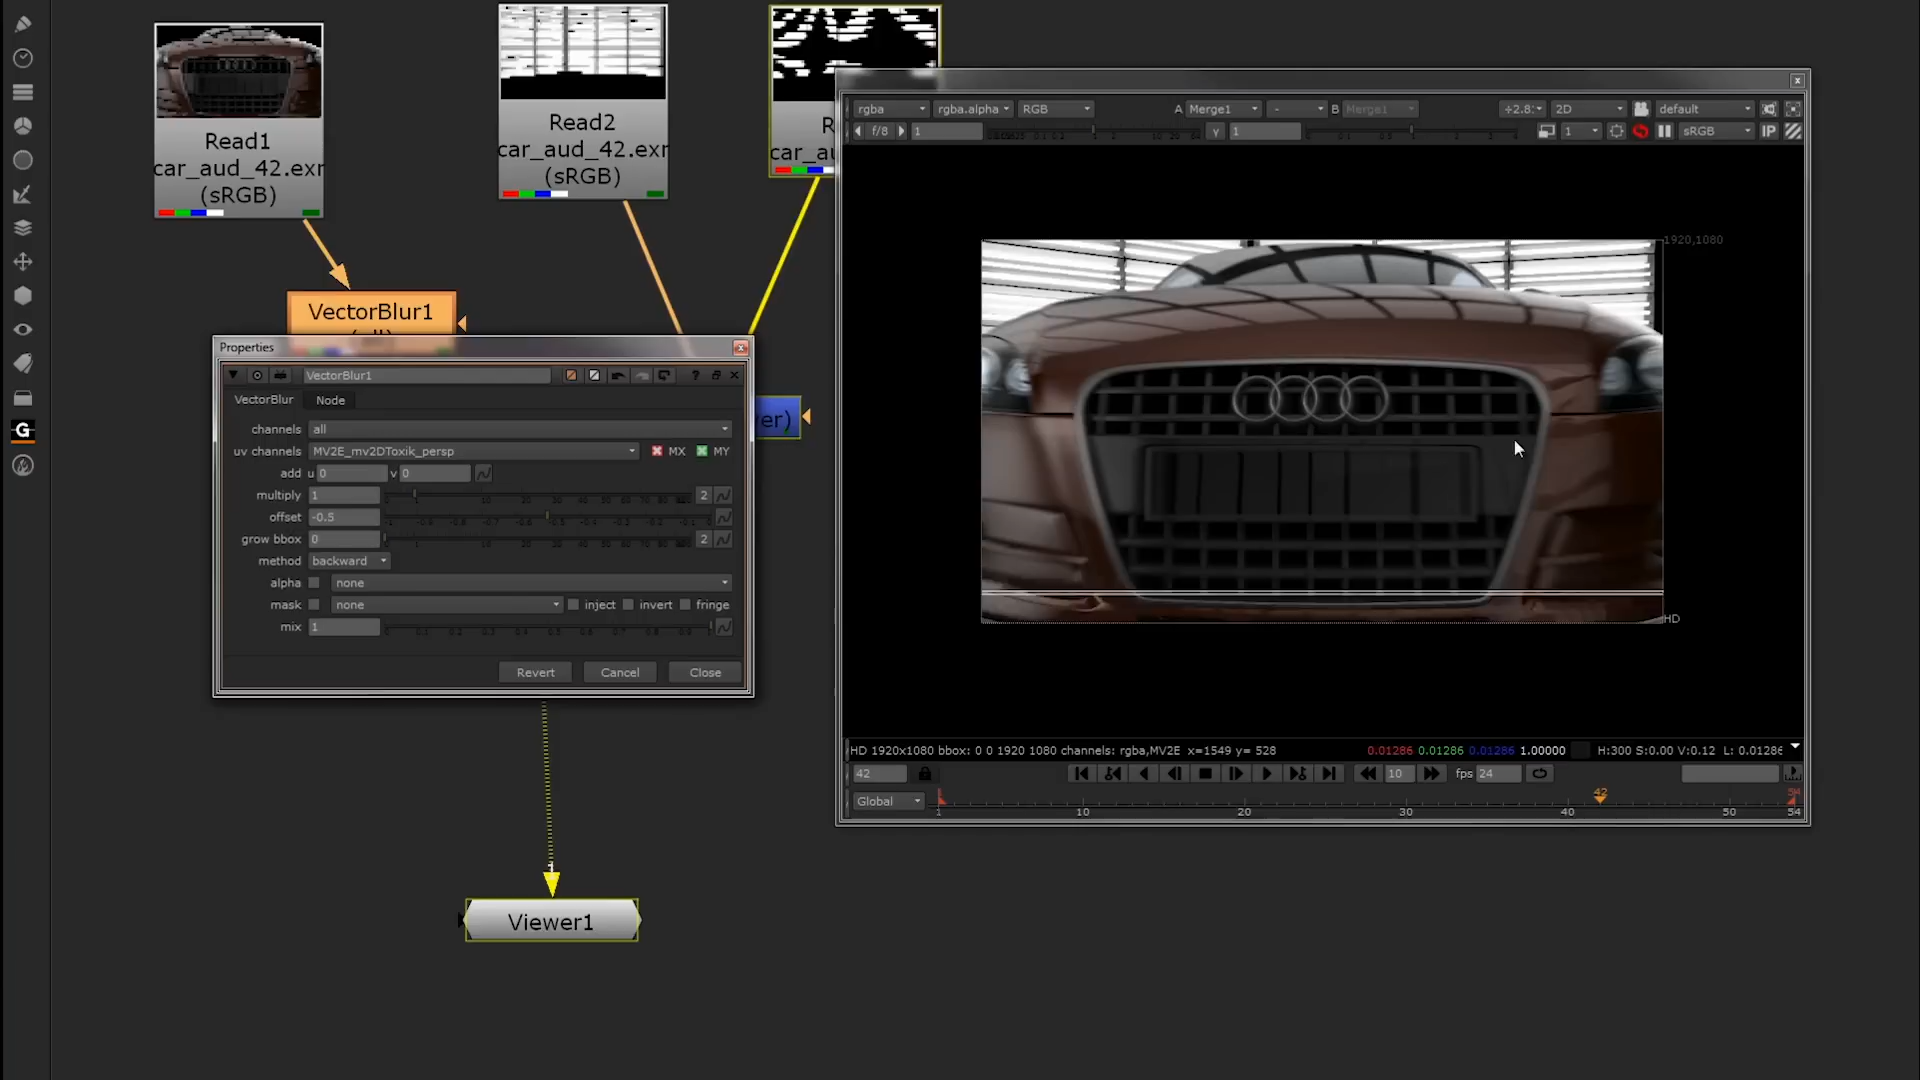 Read1
car_aud_42.exr
(sRGB)
Read2
car_aud_42.exr
(sRGB)
R
car_au
VectorBlur1
er)
Properties
VectorBlur1
VectorBlur Node
channels all
uv channels MV2E_mv2DToxik_persp MX MY
add u 0 v 0
multiply 1 2
offset -0.5
grow bbox 0 2
method backward
alpha none
mask none inject invert fringe
mix 1
Revert Cancel Close
Viewer1
rgba rgba.alpha RGB A Merge1 - B Merge1 ÷2.8: 2D default
f/8 1 Y 1 1 sRGB IP
1920,1080
HD
HD 1920x1080 bbox: 0 0 1920 1080 channels: rgba,MV2E x=1549 y= 528 0.01286 0.01286 0.01286 1.00000 H:300 S:0.00 V:0.12 L: 0.01286
42 10 fps 24
Global 1 10 20 30 40 42 50 54 54
G